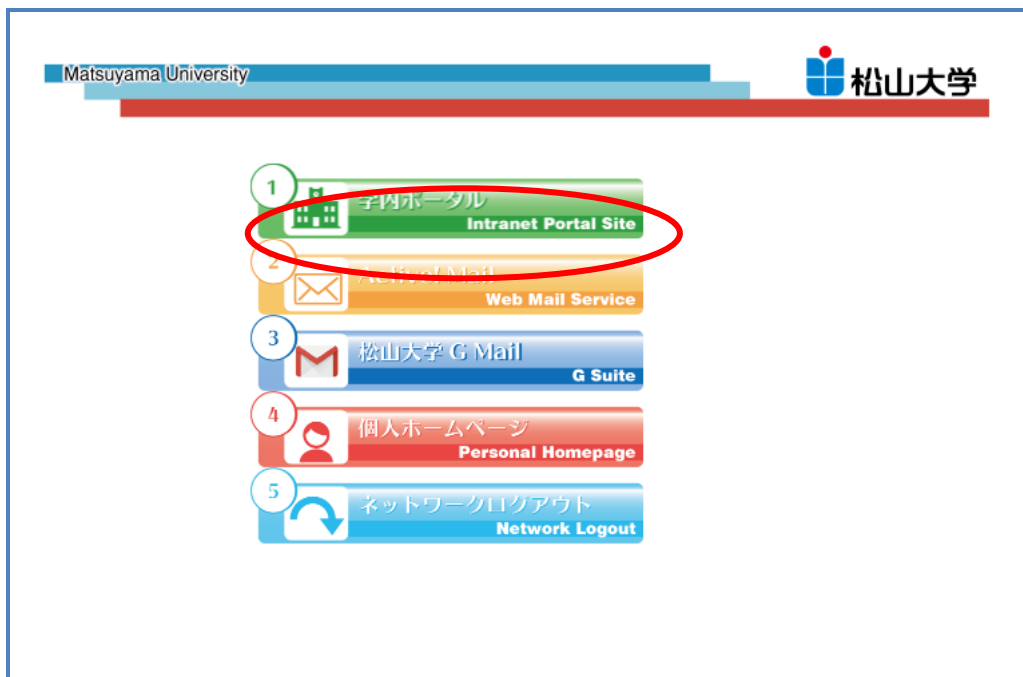 Matsuyama University
松山大学
1
学内ポータル
Intranet Portal Site
2
Active! Mail
Web Mail Service
3
松山大学 G Mail
G Suite
4
個人ホームページ
Personal Homepage
5
ネットワークログアウト
Network Logout